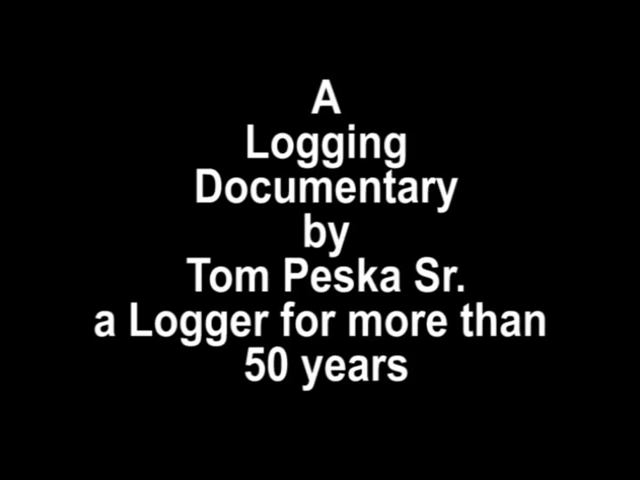 A
Logging
Documentary
by
Tom Peska Sr.
a Logger for more than
50 years